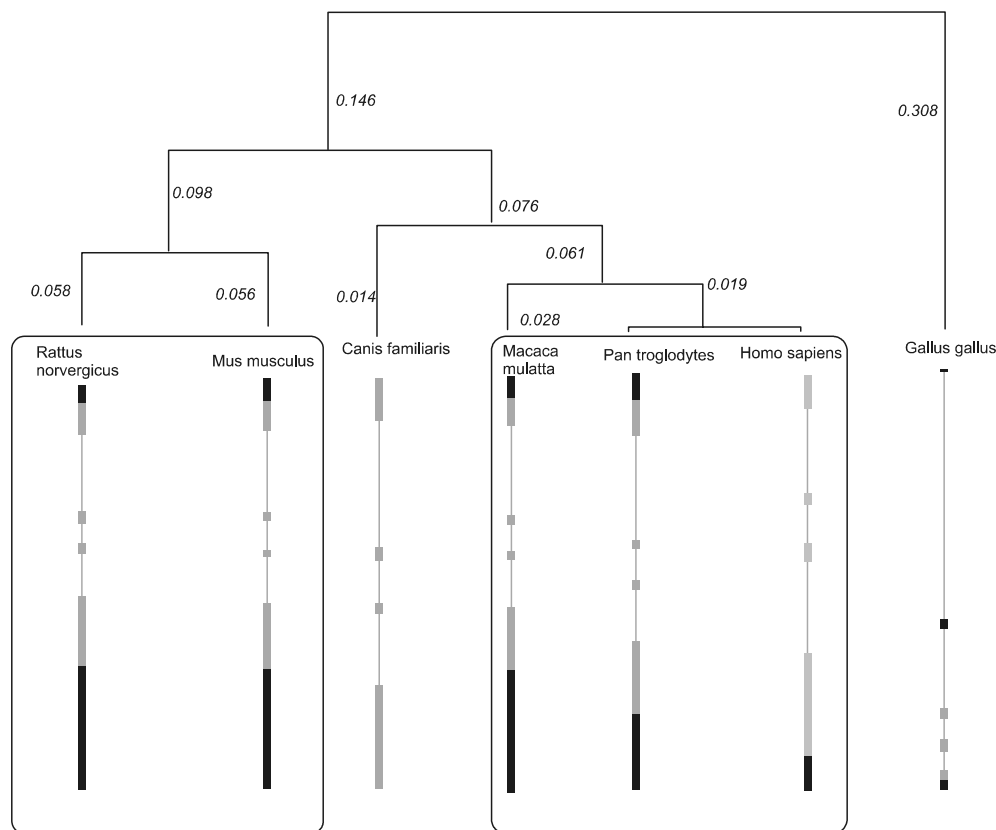 0.146
0.308
0.098
0.076
0.061
0.058
0.056
0.014
0.019
0.028
Rattus
norvergicus
Mus musculus
Canis familiaris
Macaca
mulatta
Pan troglodytes
Homo sapiens
Gallus gallus